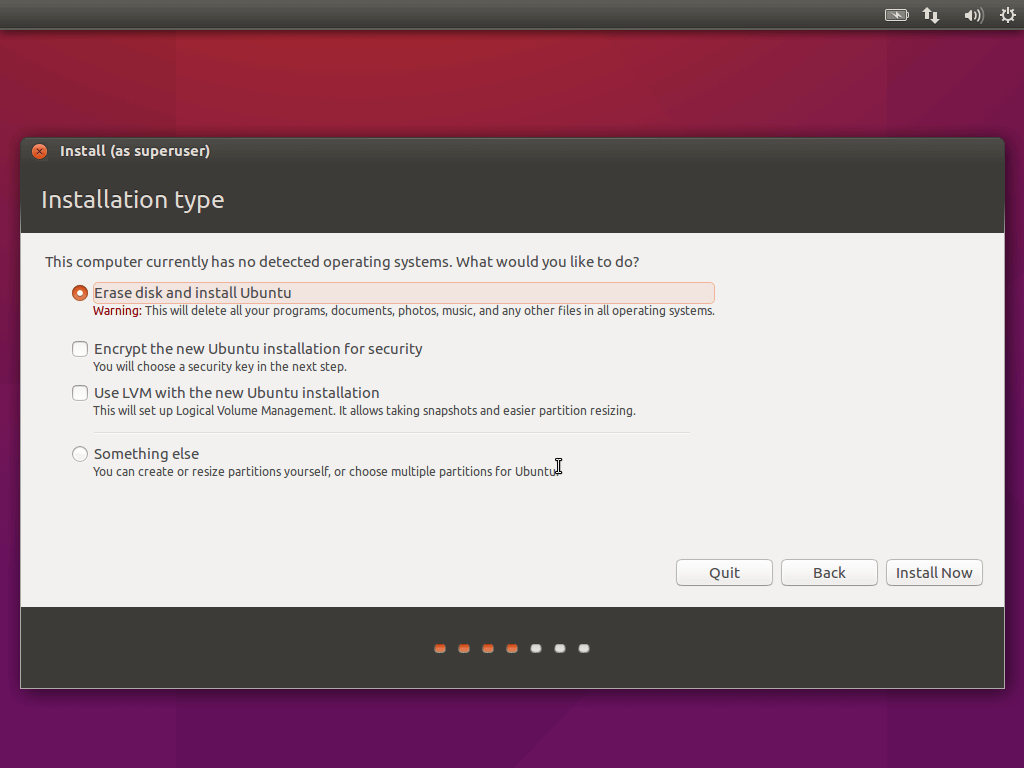 Install (as superuser)
Installation type
This computer currently has no detected operating systems. What would you like to do?
Erase disk and install Ubuntu
Warning: This will delete all your programs, documents, photos, music, and any other files in all operating systems.
Encrypt the new Ubuntu installation for security
You will choose a security key in the next step.
Use LVM with the new Ubuntu installation
This will set up Logical Volume Management. It allows taking snapshots and easier partition resizing.
Something else
You can create or resize partitions yourself, or choose multiple partitions for Ubuntu.
Quit
Back
Install Now